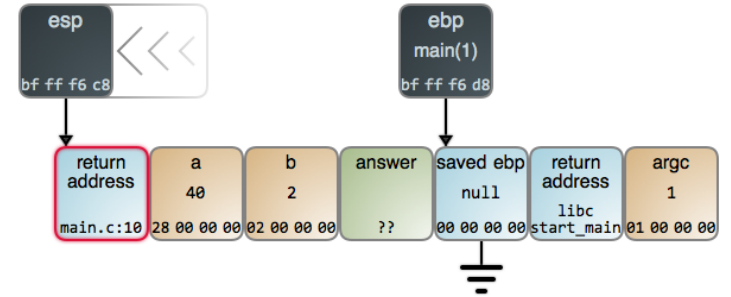 esp
bf ff f6 c8
ebp
main(1)
bf ff f6 d8
return
address
main.c:10
a
40
28 00 00 00
b
2
02 00 00 00
answer
??
saved ebp
null
00 00 00 00
return
address
libc
start_main
argc
1
01 00 00 00